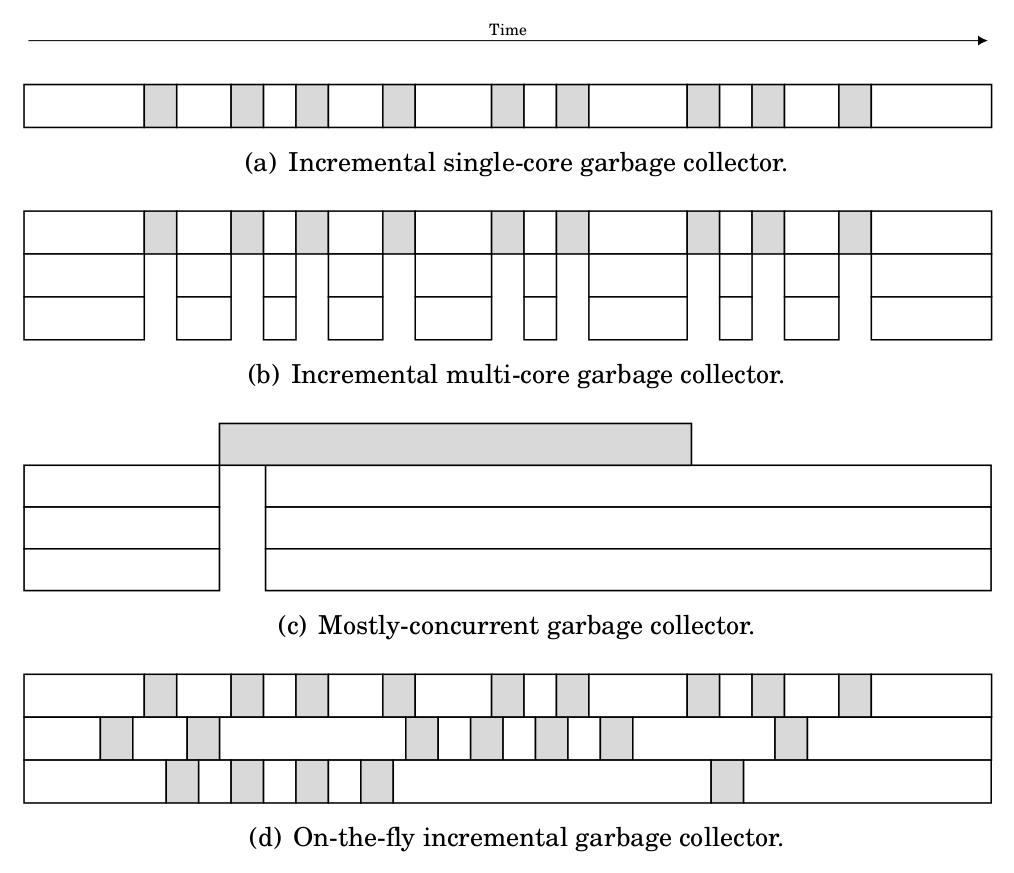 Time
(a) Incremental single-core garbage collector.
(b) Incremental multi-core garbage collector.
(c) Mostly-concurrent garbage collector.
(d) On-the-fly incremental garbage collector.